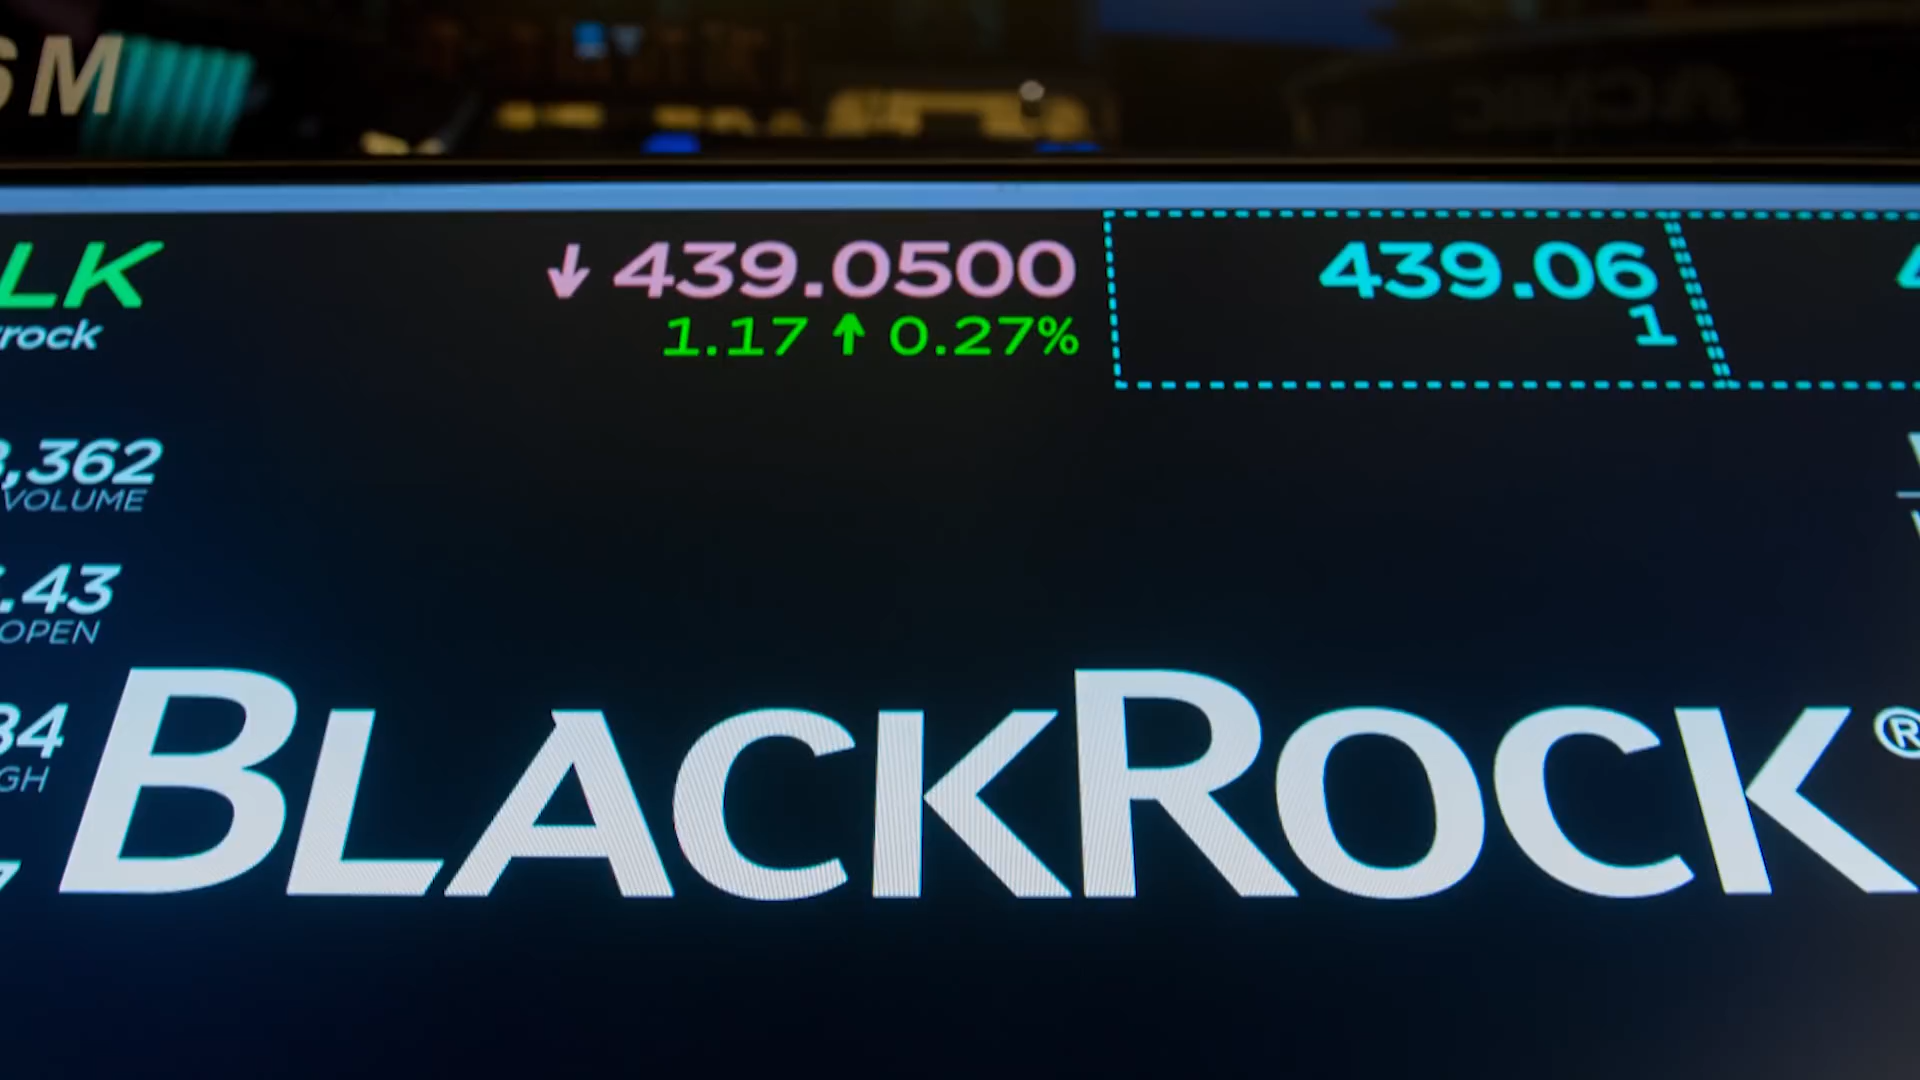 SM
LK
rock
↓ 439.0500
1.17 ↑ 0.27%
439.06
1
,362
VOLUME
.43
OPEN
34
GH
BLACKROCK®